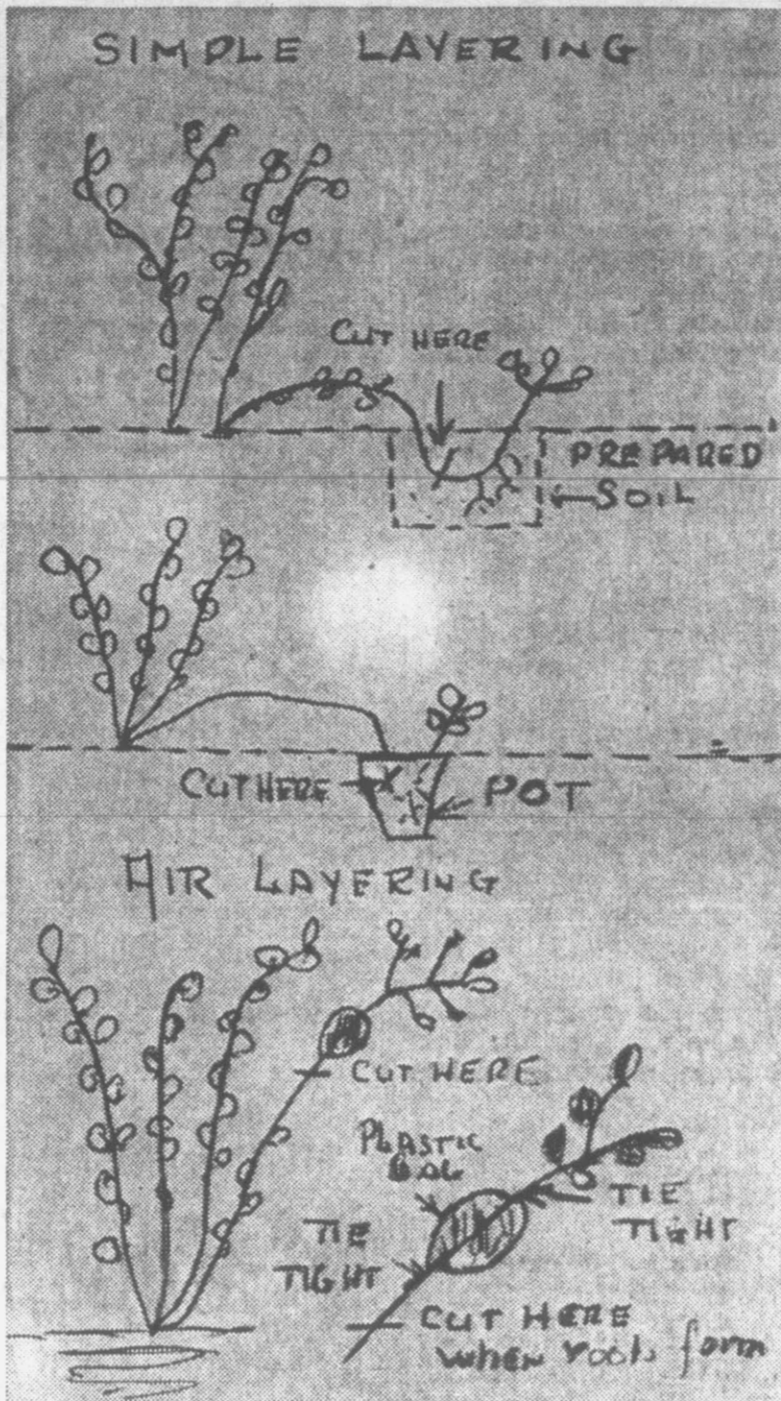 SIMPLE LAYERING
CUT HERE
PREPARED
SOIL
CUT HERE
POT
AIR LAYERING
CUT HERE
PLASTIC
BAG
TIE
TIGHT
TIE
TIGHT
CUT HERE
WHEN roots form